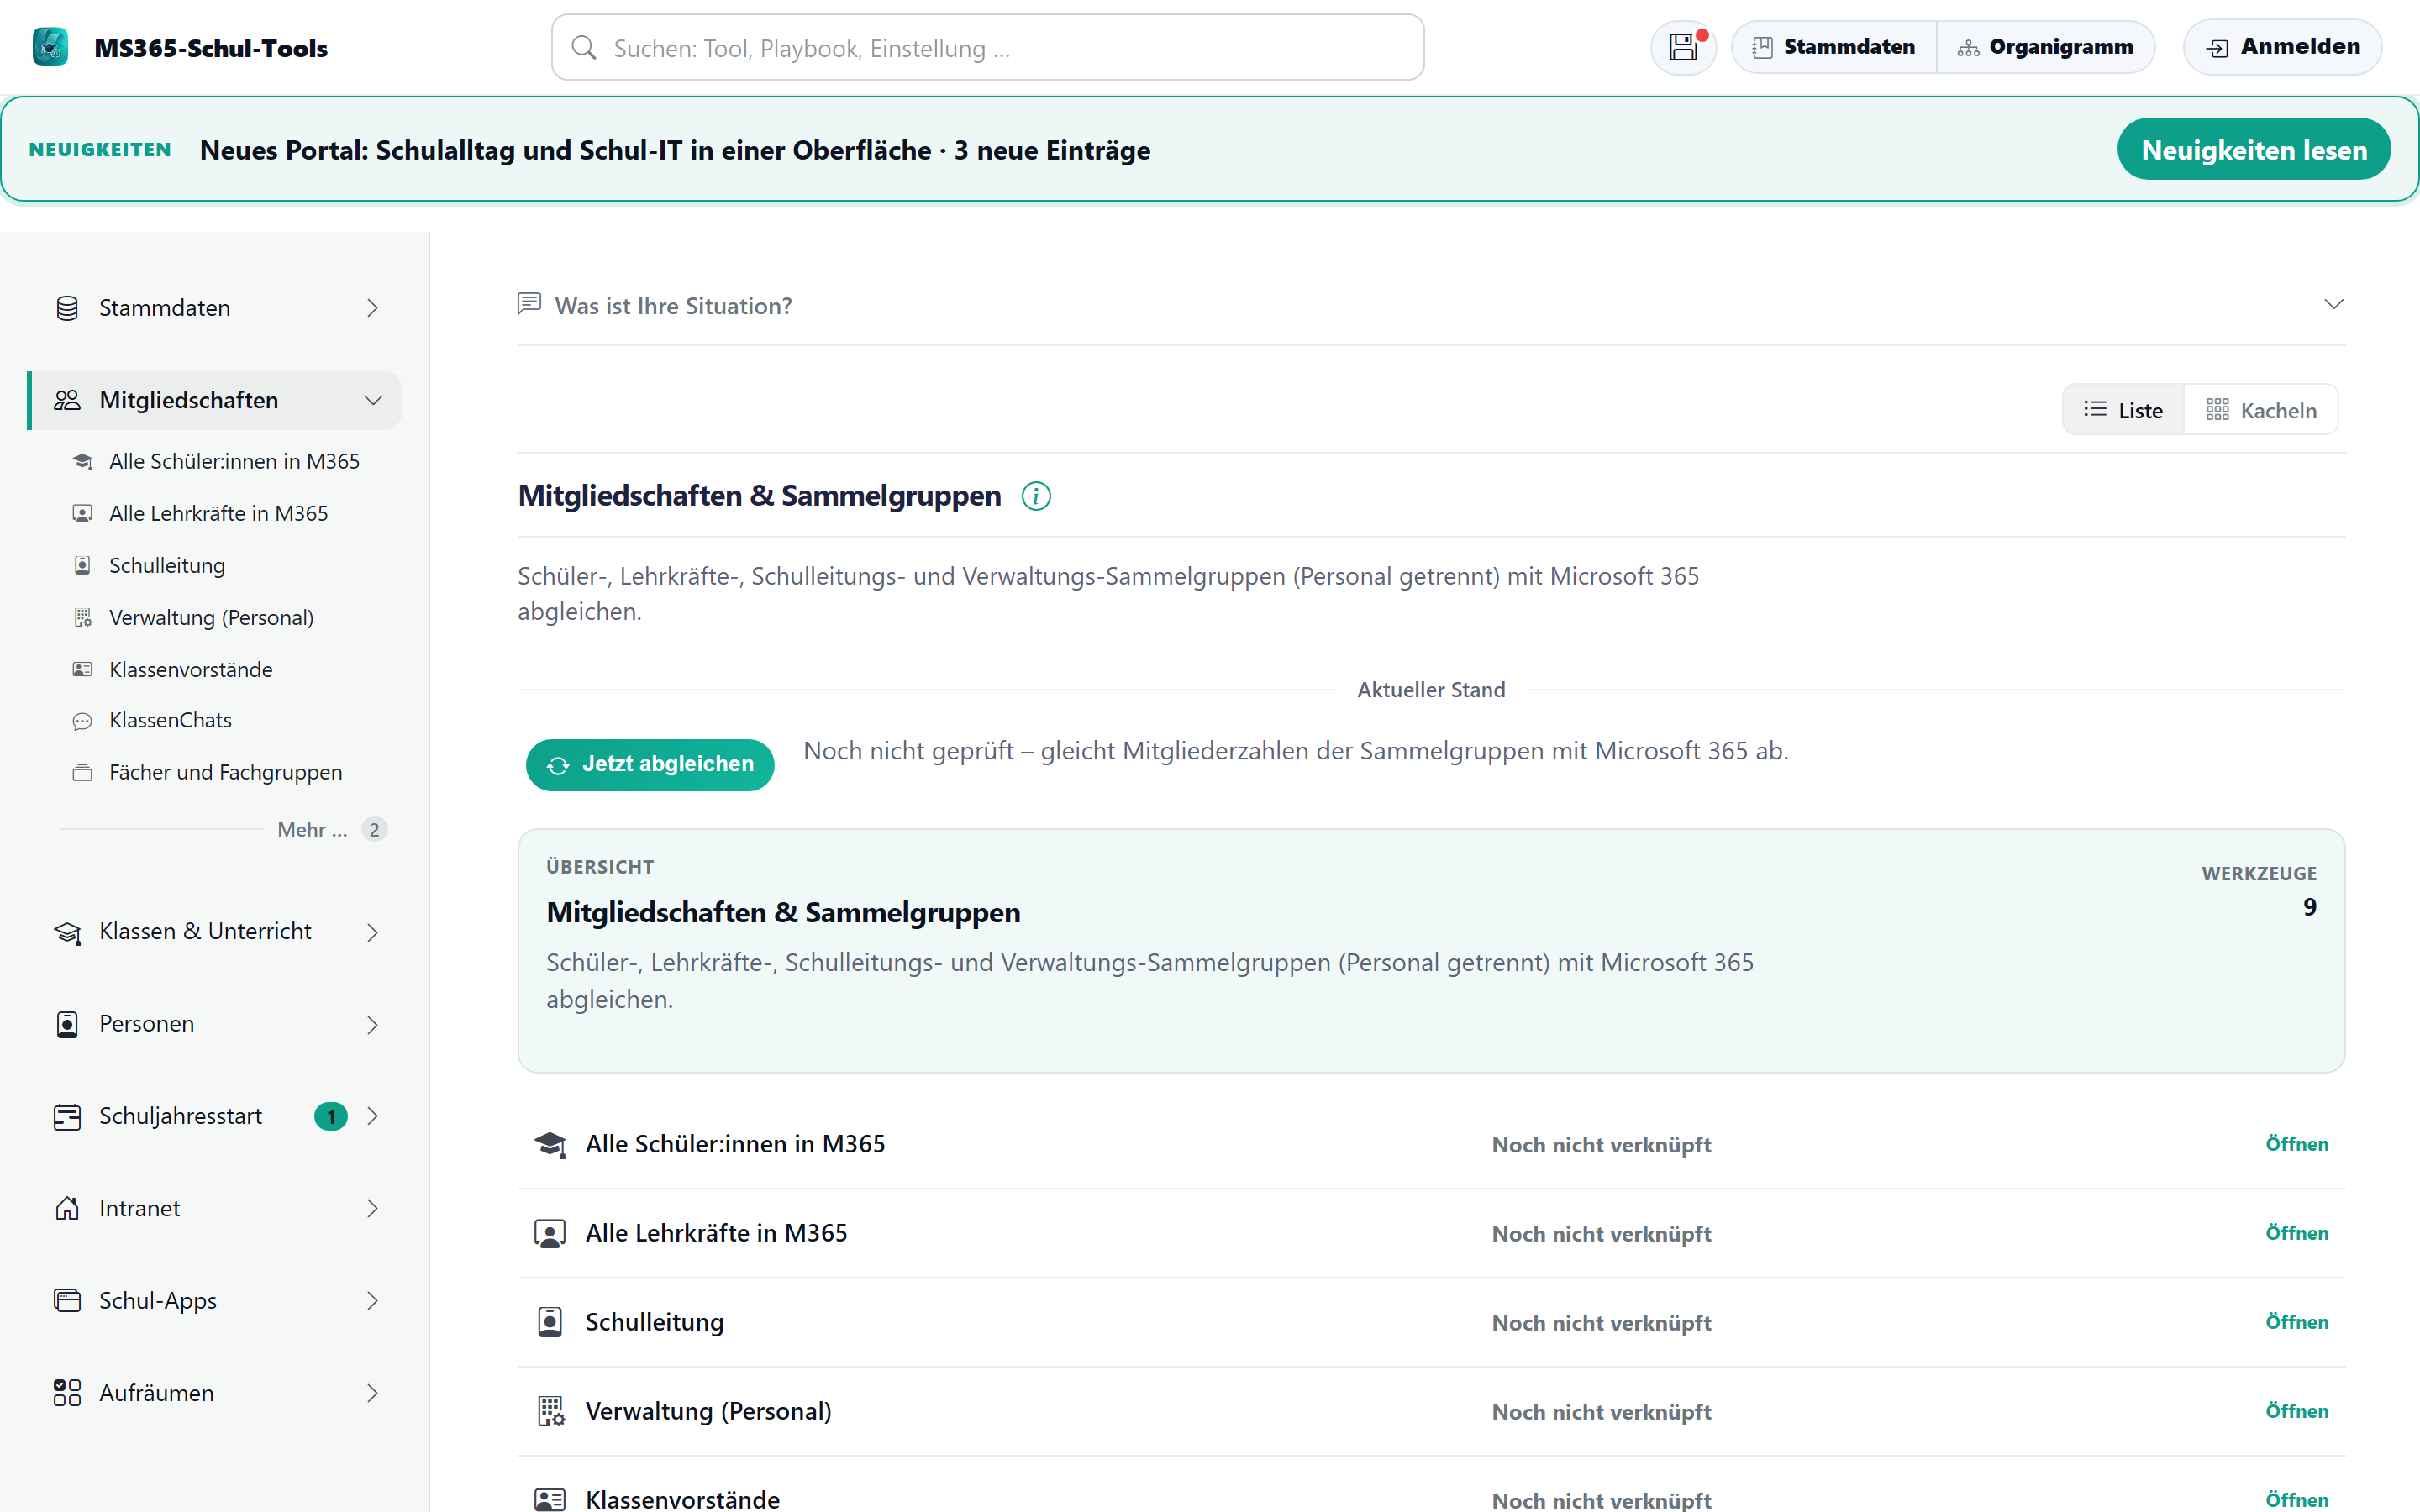 MS365-Schul-Tools
Suchen: Tool, Playbook, Einstellung ...
Stammdaten
Organigramm
Anmelden
NEUIGKEITEN
Neues Portal: Schulalltag und Schul-IT in einer Oberfläche · 3 neue Einträge
Neuigkeiten lesen
Stammdaten
Mitgliedschaften
Alle Schüler:innen in M365
Alle Lehrkräfte in M365
Schulleitung
Verwaltung (Personal)
Klassenvorstände
KlassenChats
Fächer und Fachgruppen
Mehr ... 2
Klassen & Unterricht
Personen
Schuljahresstart 1
Intranet
Schul-Apps
Aufräumen
Was ist Ihre Situation?
Liste
Kacheln
Mitgliedschaften & Sammelgruppen i
Schüler-, Lehrkräfte-, Schulleitungs- und Verwaltungs-Sammelgruppen (Personal getrennt) mit Microsoft 365
abgleichen.
Aktueller Stand
Jetzt abgleichen
Noch nicht geprüft – gleicht Mitgliederzahlen der Sammelgruppen mit Microsoft 365 ab.
ÜBERSICHT
Mitgliedschaften & Sammelgruppen
Schüler-, Lehrkräfte-, Schulleitungs- und Verwaltungs-Sammelgruppen (Personal getrennt) mit Microsoft 365
abgleichen.
WERKZEUGE
9
Alle Schüler:innen in M365 Noch nicht verknüpft Öffnen
Alle Lehrkräfte in M365 Noch nicht verknüpft Öffnen
Schulleitung Noch nicht verknüpft Öffnen
Verwaltung (Personal) Noch nicht verknüpft Öffnen
Klassenvorstände Noch nicht verknüpft Öffnen